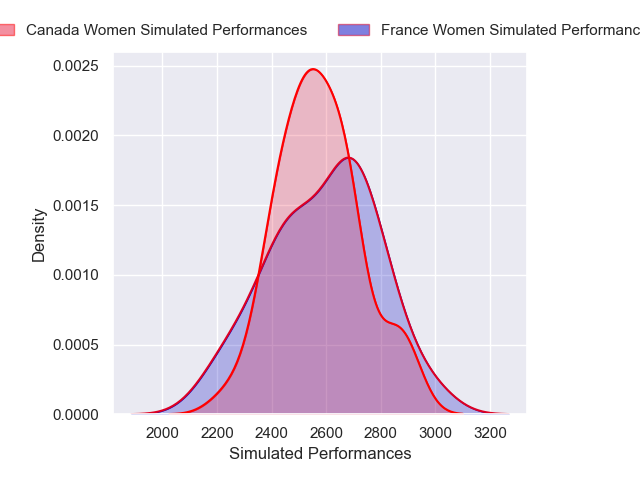 Canada Women Simulated Performances France Women Simulated Performanc
0.0025
0.0020
0.0015
0.0010
0.0005
0.0000
Density
2000 2200 2400 2600 2800 3000 3200
Simulated Performances